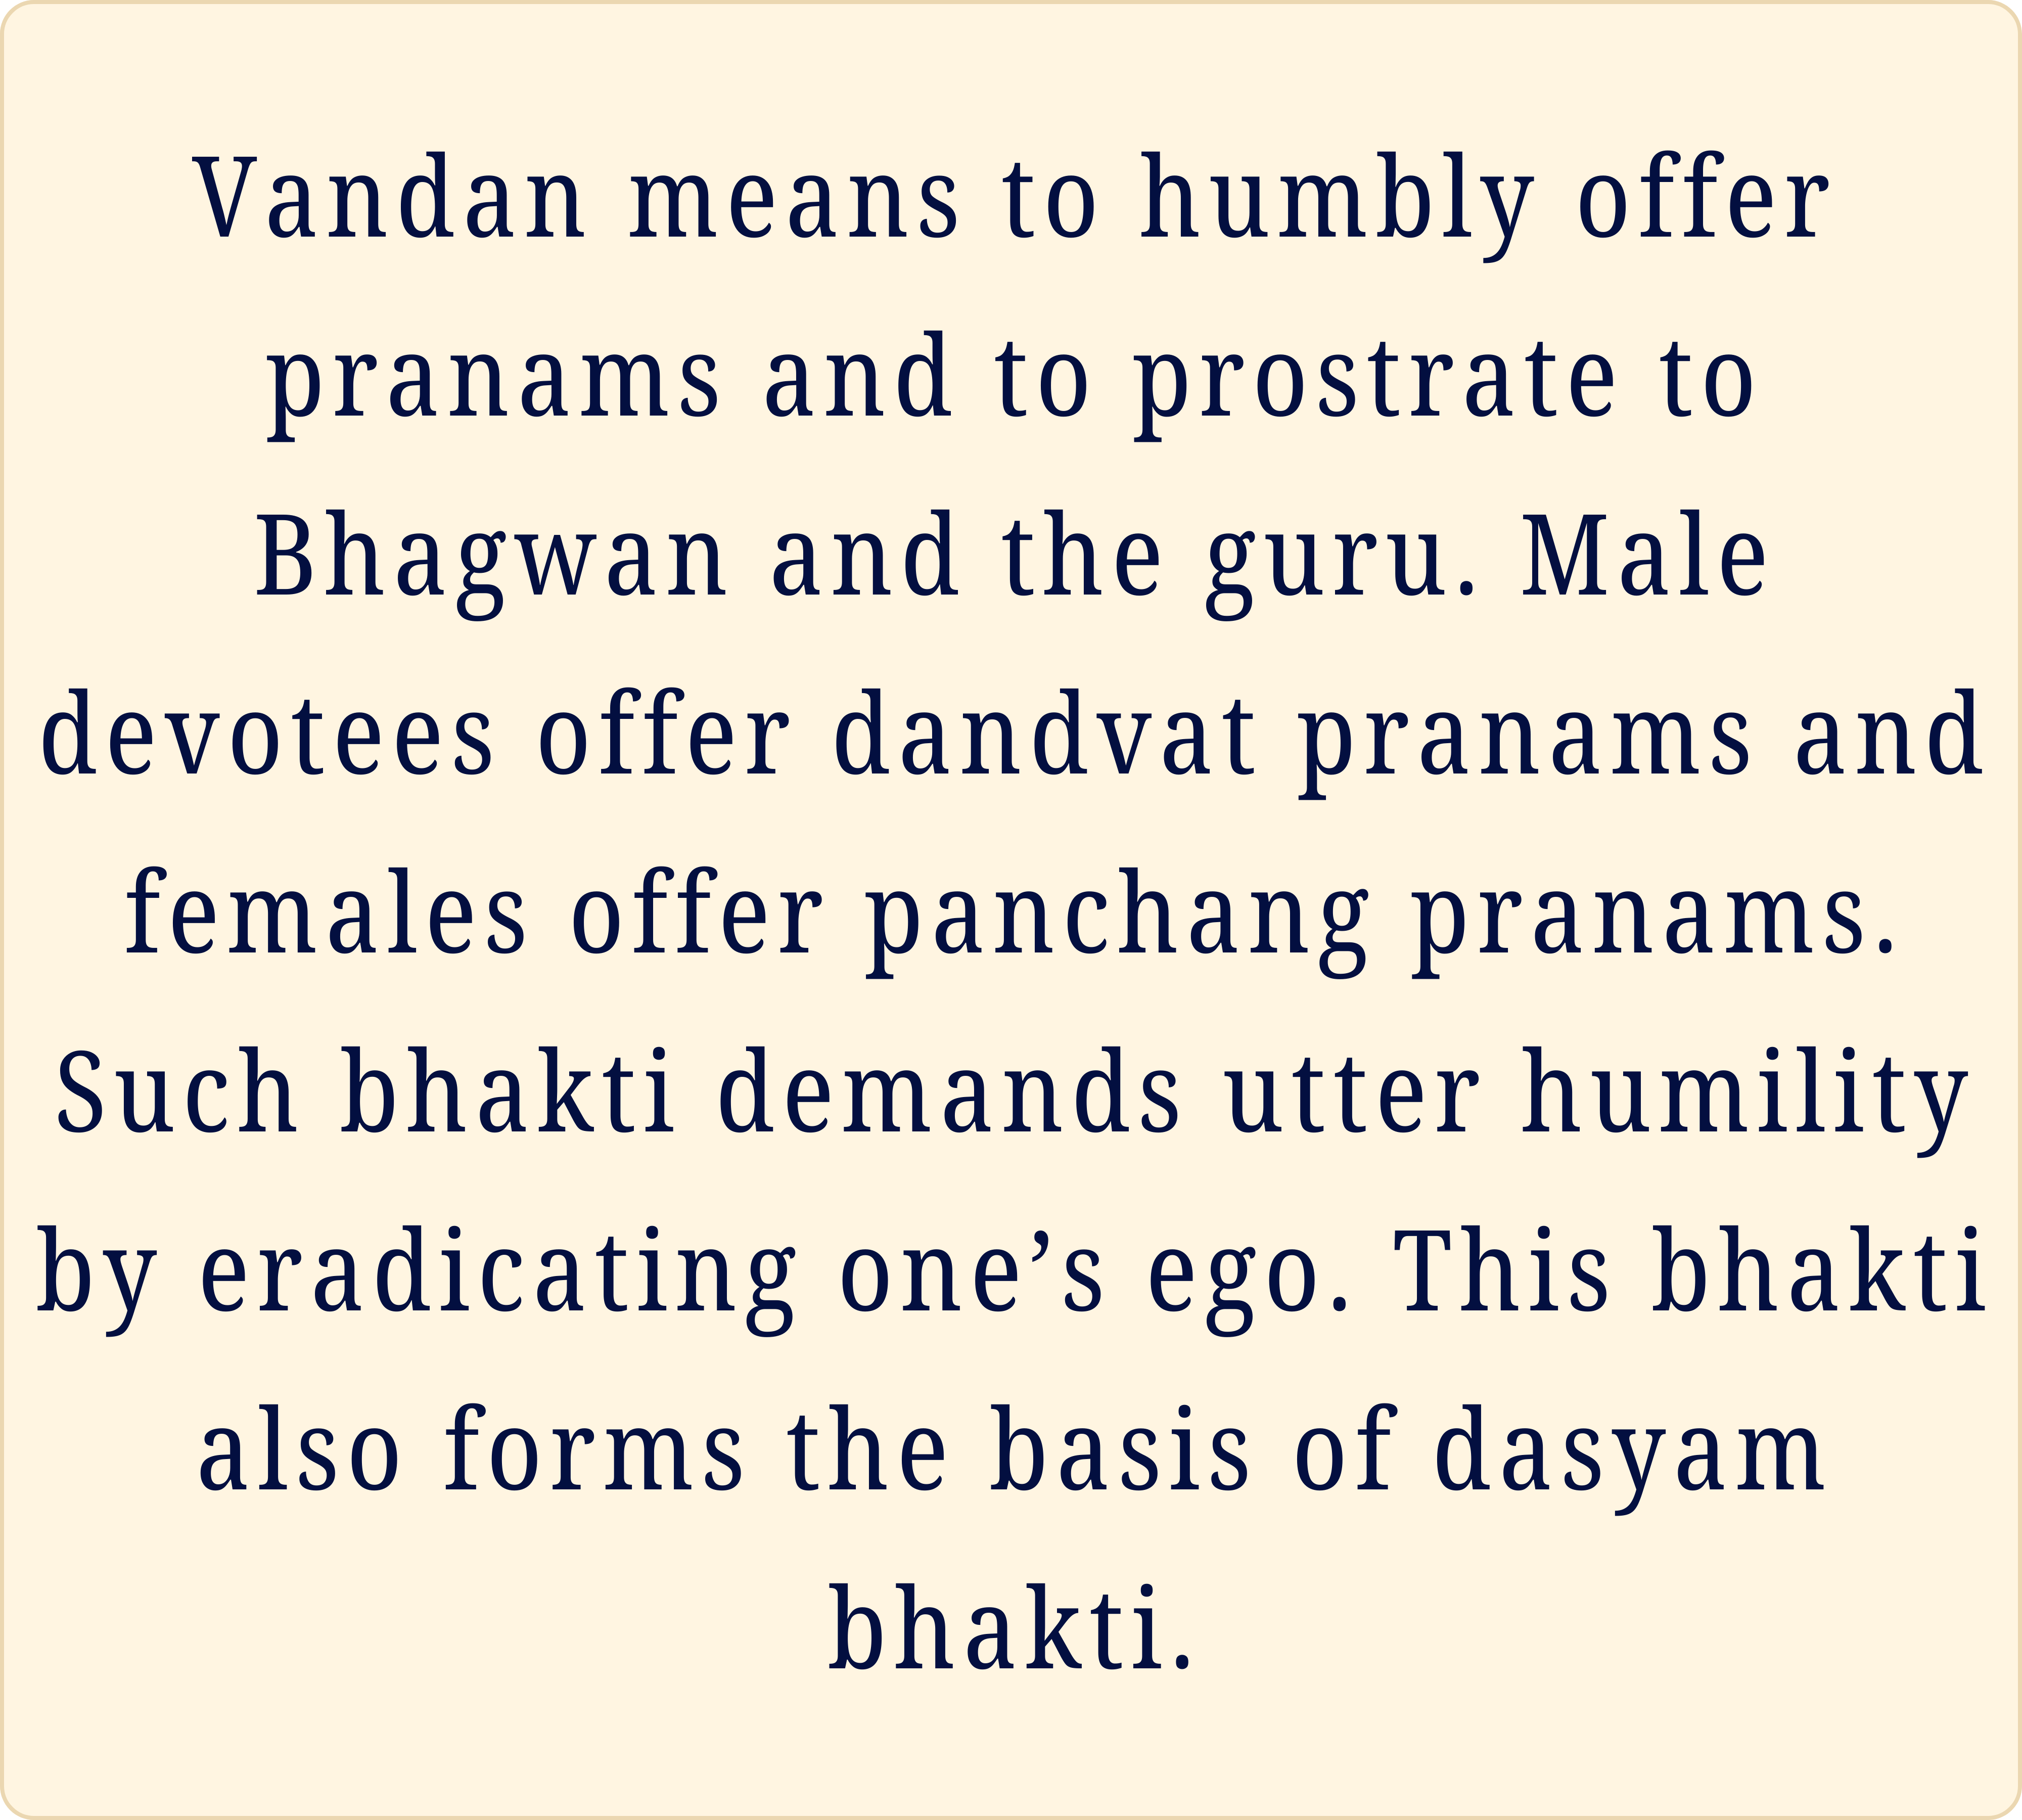 Vandan means to humbly offer
pranams and to prostrate to
Bhagwan and the guru. Male
devotees offer dandvat pranams and
females offer panchang pranams.
Such bhakti demands utter humility
by eradicating one’s ego. This bhakti
also forms the basis of dasyam
bhakti.